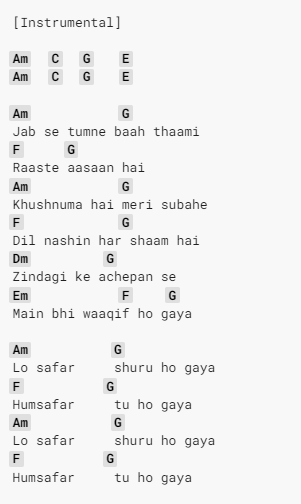 [Instrumental]
Am C G E
Am C G E
Am G
Jab se tumne baah thaami
F G
Raaste aasaan hai
Am G
Khushnuma hai meri subahe
F G
Dil nashin har shaam hai
Dm G
Zindagi ke achepan se
Em F G
Main bhi waaqif ho gaya
Am G
Lo safar shuru ho gaya
F G
Humsafar tu ho gaya
Am G
Lo safar shuru ho gaya
F G
Humsafar tu ho gaya